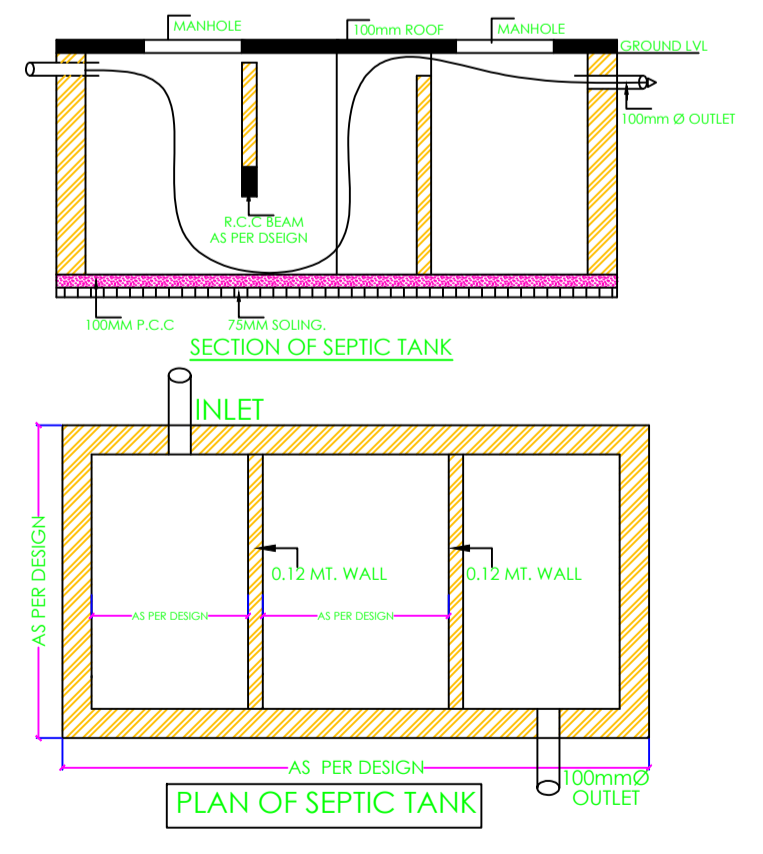 MANHOLE
100mm ROOF
MANHOLE
GROUND LVL
100mm Ø OUTLET
R.C.C BEAM
AS PER DSEIGN
100MM P.C.C
75MM SOLING.
SECTION OF SEPTIC TANK
INLET
AS PER DESIGN
0.12 MT. WALL
0.12 MT. WALL
AS PER DESIGN
AS PER DESIGN
AS PER DESIGN
100mmØ
OUTLET
PLAN OF SEPTIC TANK